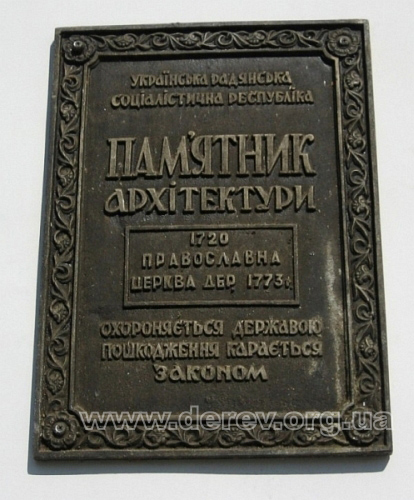 УКРАЇНСЬКА РАДЯНСЬКА
СОЦІАЛІСТИЧНА РЕСПУБЛІКА
ПАМ'ЯТНИК
АРХІТЕКТУРИ
1720
ПРАВОСЛАВНА
ЦЕРКВА ДБР 1773р
ОХОРОНЯЄТЬСЯ ДЕРЖАВОЮ
ПОШКОДЖЕННЯ КАРАЄТЬСЯ
ЗАКОНОМ
www.derev.org.ua